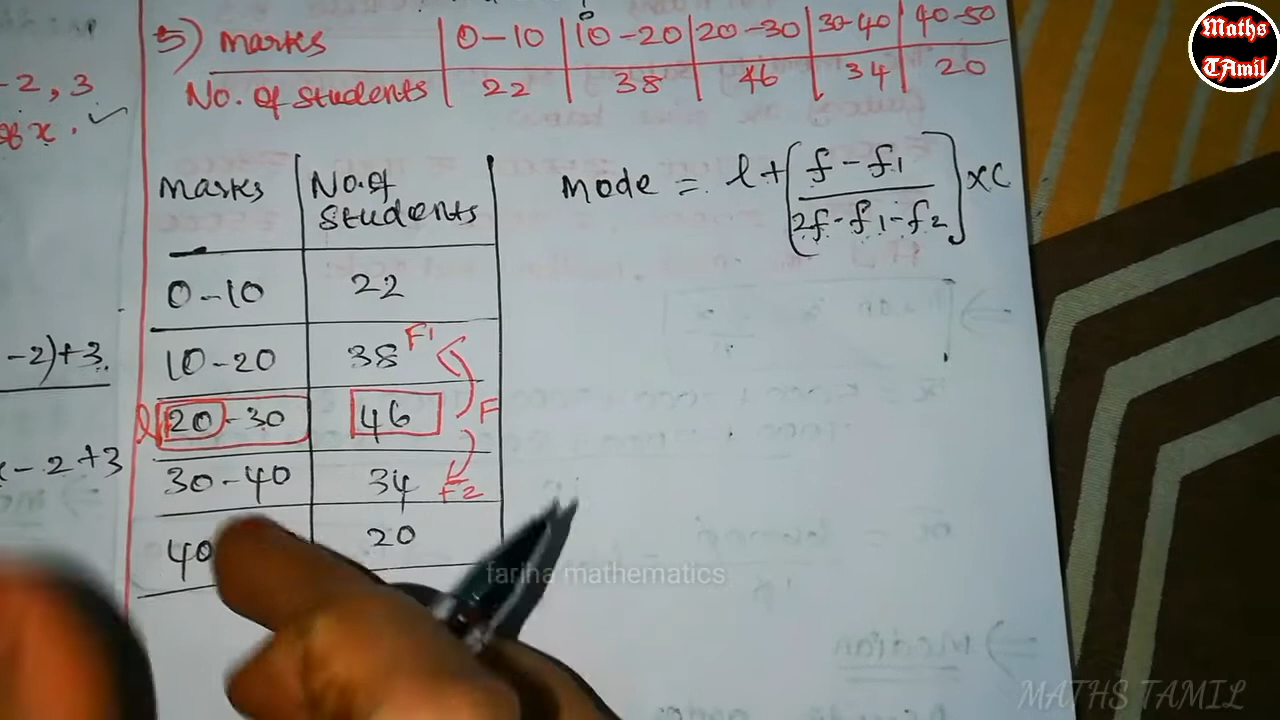 5) Marks | 0-10 | 10-20 | 20-30 | 30-40 | 40-50
No. of Students | 22 | 38 | 46 | 34 | 20
-2, 3
of x.
Marks | No. of Students
0-10 | 22
10-20 | 38 F1
l 20-30 | 46 F
30-40 | 34 F2
40 | 20
Mode = l + [ f - f1 / 2f - f1 - f2 ] x c
-2)+3
- 2 + 3
Maths
TAmil
fariha mathematics
MATHS TAMIL